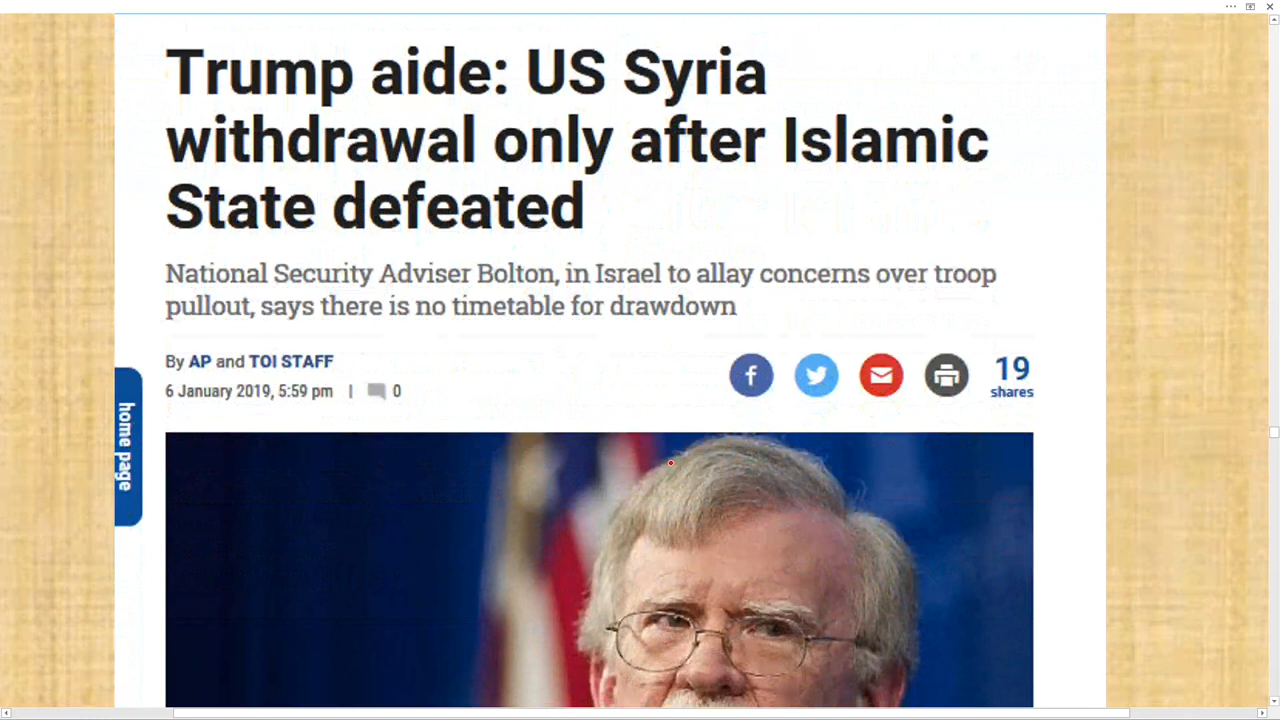 Trump aide: US Syria
withdrawal only after Islamic
State defeated
National Security Adviser Bolton, in Israel to allay concerns over troop
pullout, says there is no timetable for drawdown
By AP and TOI STAFF
6 January 2019, 5:59 pm | 0
19
shares
home page